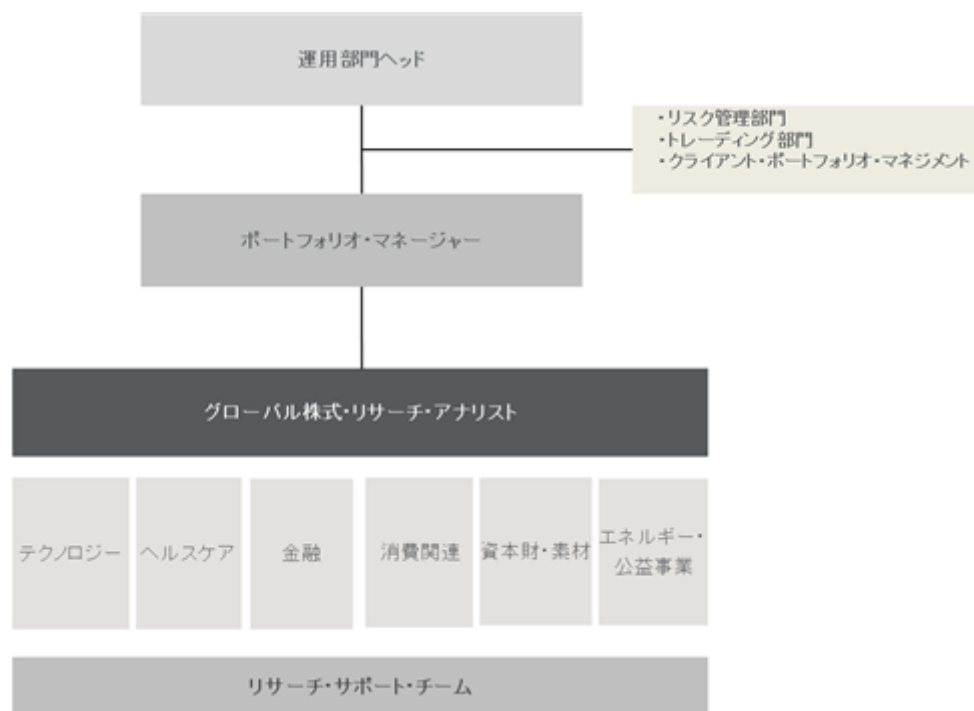 運用部門ヘッド
・リスク管理部門
・トレーディング部門
・クライアント・ポートフォリオ・マネジメント
ポートフォリオ・マネージャー
グローバル株式・リサーチ・アナリスト
テクノロジー
ヘルスケア
金融
消費関連
資本財・素材
エネルギー・
公益事業
リサーチ・サポート・チーム